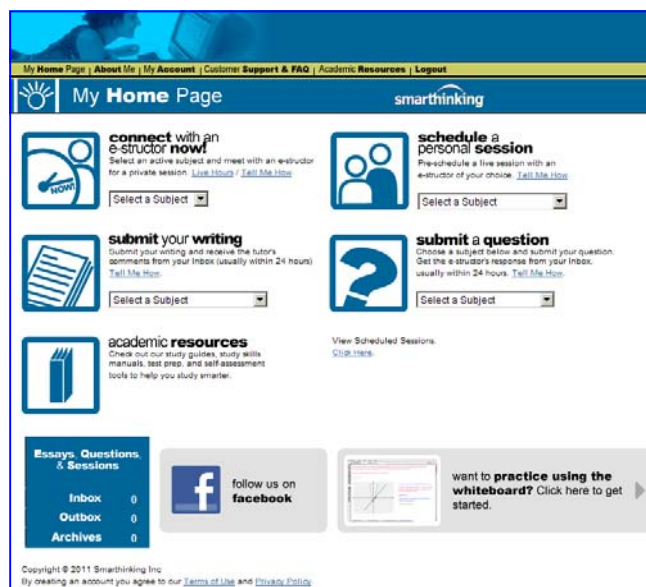 My Home Page | About Me | My Account | Customer Support & FAQ | Academic Resources | Logout
My Home Page
smarthinking
connect with an
e-structor now!
Select an active subject and meet with an e-structor
for a private session. Live Hours / Tell Me How
NOW!
Select a Subject
schedule a
personal session
Pre-schedule a live session with an
e-structor of your choice. Tell Me How
Select a Subject
submit your writing
Submit your writing and receive the tutor's
comments from your Inbox (usually within 24 hours)
Tell Me How.
Select a Subject
submit a question
Choose a subject below and submit your question.
Get the e-structor's response from your Inbox,
usually within 24 hours. Tell Me How.
Select a Subject
academic resources
Check out our study guides, study skills
manuals, test prep, and self-assessment
tools to help you study smarter.
View Scheduled Sessions.
Click Here.
Essays, Questions,
& Sessions
Inbox 0
Outbox 0
Archives 0
follow us on
facebook
want to practice using the
whiteboard? Click here to get
started.
Copyright © 2011 Smarthinking Inc
By creating an account you agree to our Terms of Use and Privacy Policy